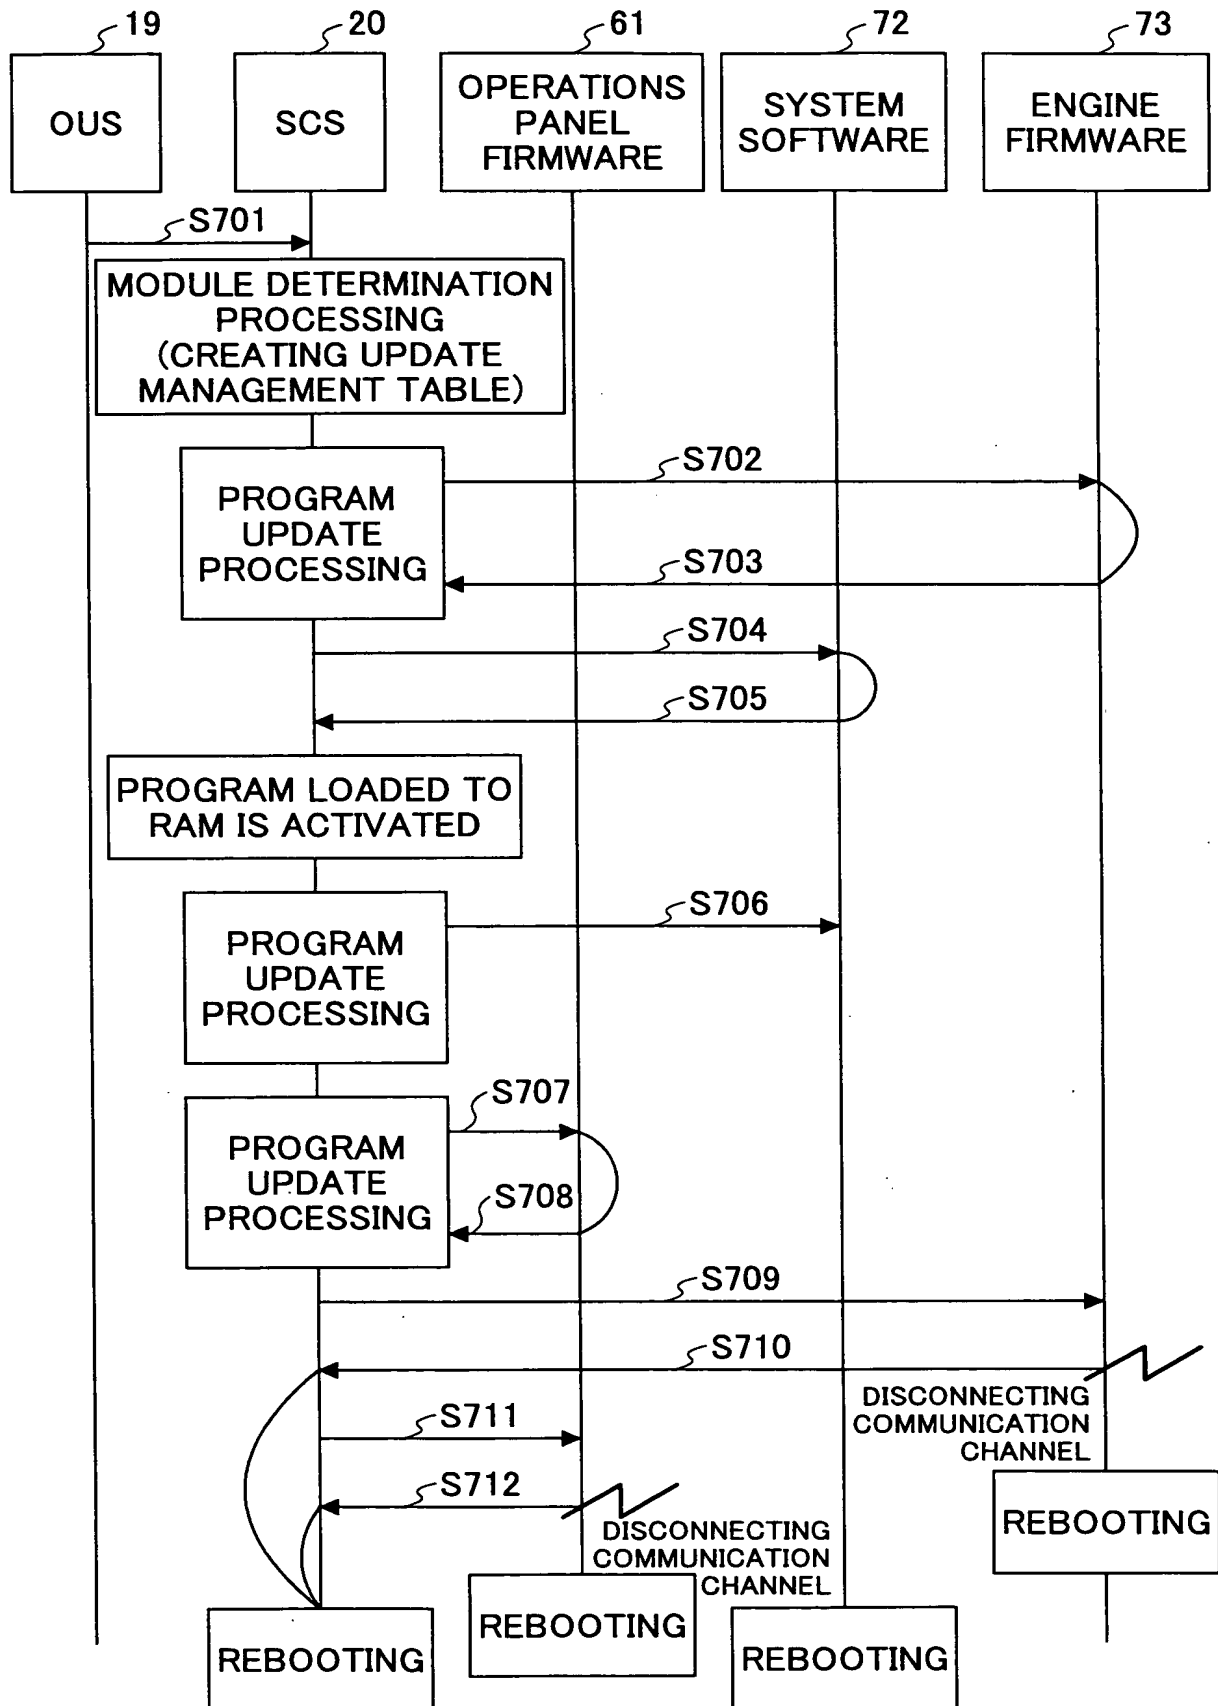 19
20
61
72
73
OUS
SCS
OPERATIONS
PANEL
FIRMWARE
SYSTEM
SOFTWARE
ENGINE
FIRMWARE
S701
MODULE DETERMINATION
PROCESSING
(CREATING UPDATE
MANAGEMENT TABLE)
S702
PROGRAM
UPDATE
PROCESSING
S703
S704
S705
PROGRAM LOADED TO
RAM IS ACTIVATED
S706
PROGRAM
UPDATE
PROCESSING
S707
PROGRAM
UPDATE
PROCESSING
S708
S709
S710
DISCONNECTING
COMMUNICATION
CHANNEL
S711
S712
REBOOTING
DISCONNECTING
COMMUNICATION
CHANNEL
REBOOTING
REBOOTING
REBOOTING